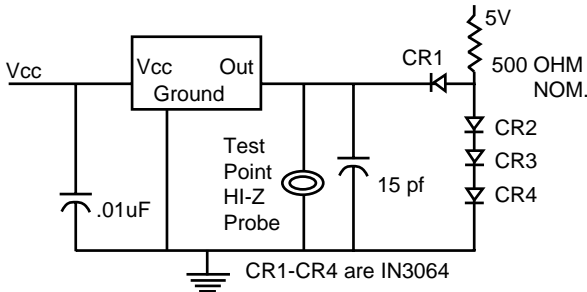 5V
CR1
500 OHM
NOM.
Vcc
Vcc Out
Ground
CR2
CR3
CR4
Test
Point
HI-Z
Probe
.01uF
15 pf
CR1-CR4 are IN3064